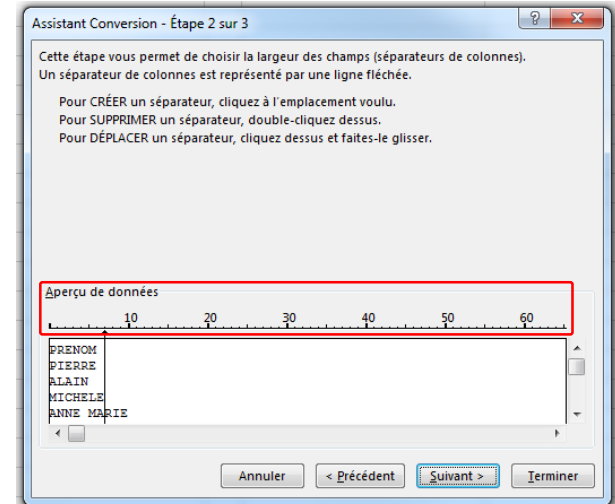 Assistant Conversion - Étape 2 sur 3
?
Cette étape vous permet de choisir la largeur des champs (séparateurs de colonnes).
Un séparateur de colonnes est représenté par une ligne fléchée.
Pour CRÉER un séparateur, cliquez à l'emplacement voulu.
Pour SUPPRIMER un séparateur, double-cliquez dessus.
Pour DÉPLACER un séparateur, cliquez dessus et faites-le glisser.
Aperçu de données
10 20 30 40 50 60
PRENOM
PIERRE
ALAIN
MICHELE
ANNE MARIE
Annuler < Précédent Suivant > Terminer